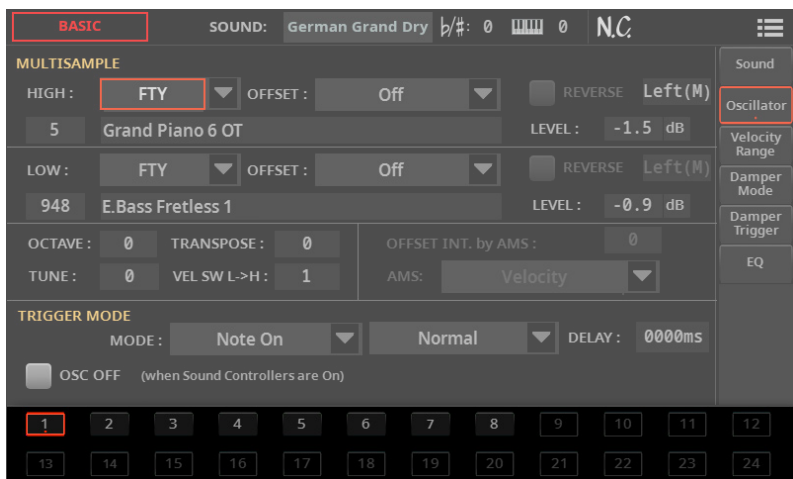 BASIC SOUND: German Grand Dry ♭/♯: 0 0 N.C.
MULTISAMPLE
Sound
HIGH : FTY OFFSET : Off REVERSE Left(M)
Oscillator
5 Grand Piano 6 OT LEVEL : -1.5 dB
Velocity
Range
LOW : FTY OFFSET : Off REVERSE Left(M)
Damper
Mode
948 E.Bass Fretless 1 LEVEL : -0.9 dB
Damper
Trigger
OCTAVE : 0 TRANSPOSE : 0 OFFSET INT. by AMS : 0
EQ
TUNE : 0 VEL SW L->H : 1 AMS: Velocity
TRIGGER MODE
MODE : Note On Normal DELAY : 0000ms
OSC OFF (when Sound Controllers are On)
1 2 3 4 5 6 7 8 9 10 11 12
13 14 15 16 17 18 19 20 21 22 23 24